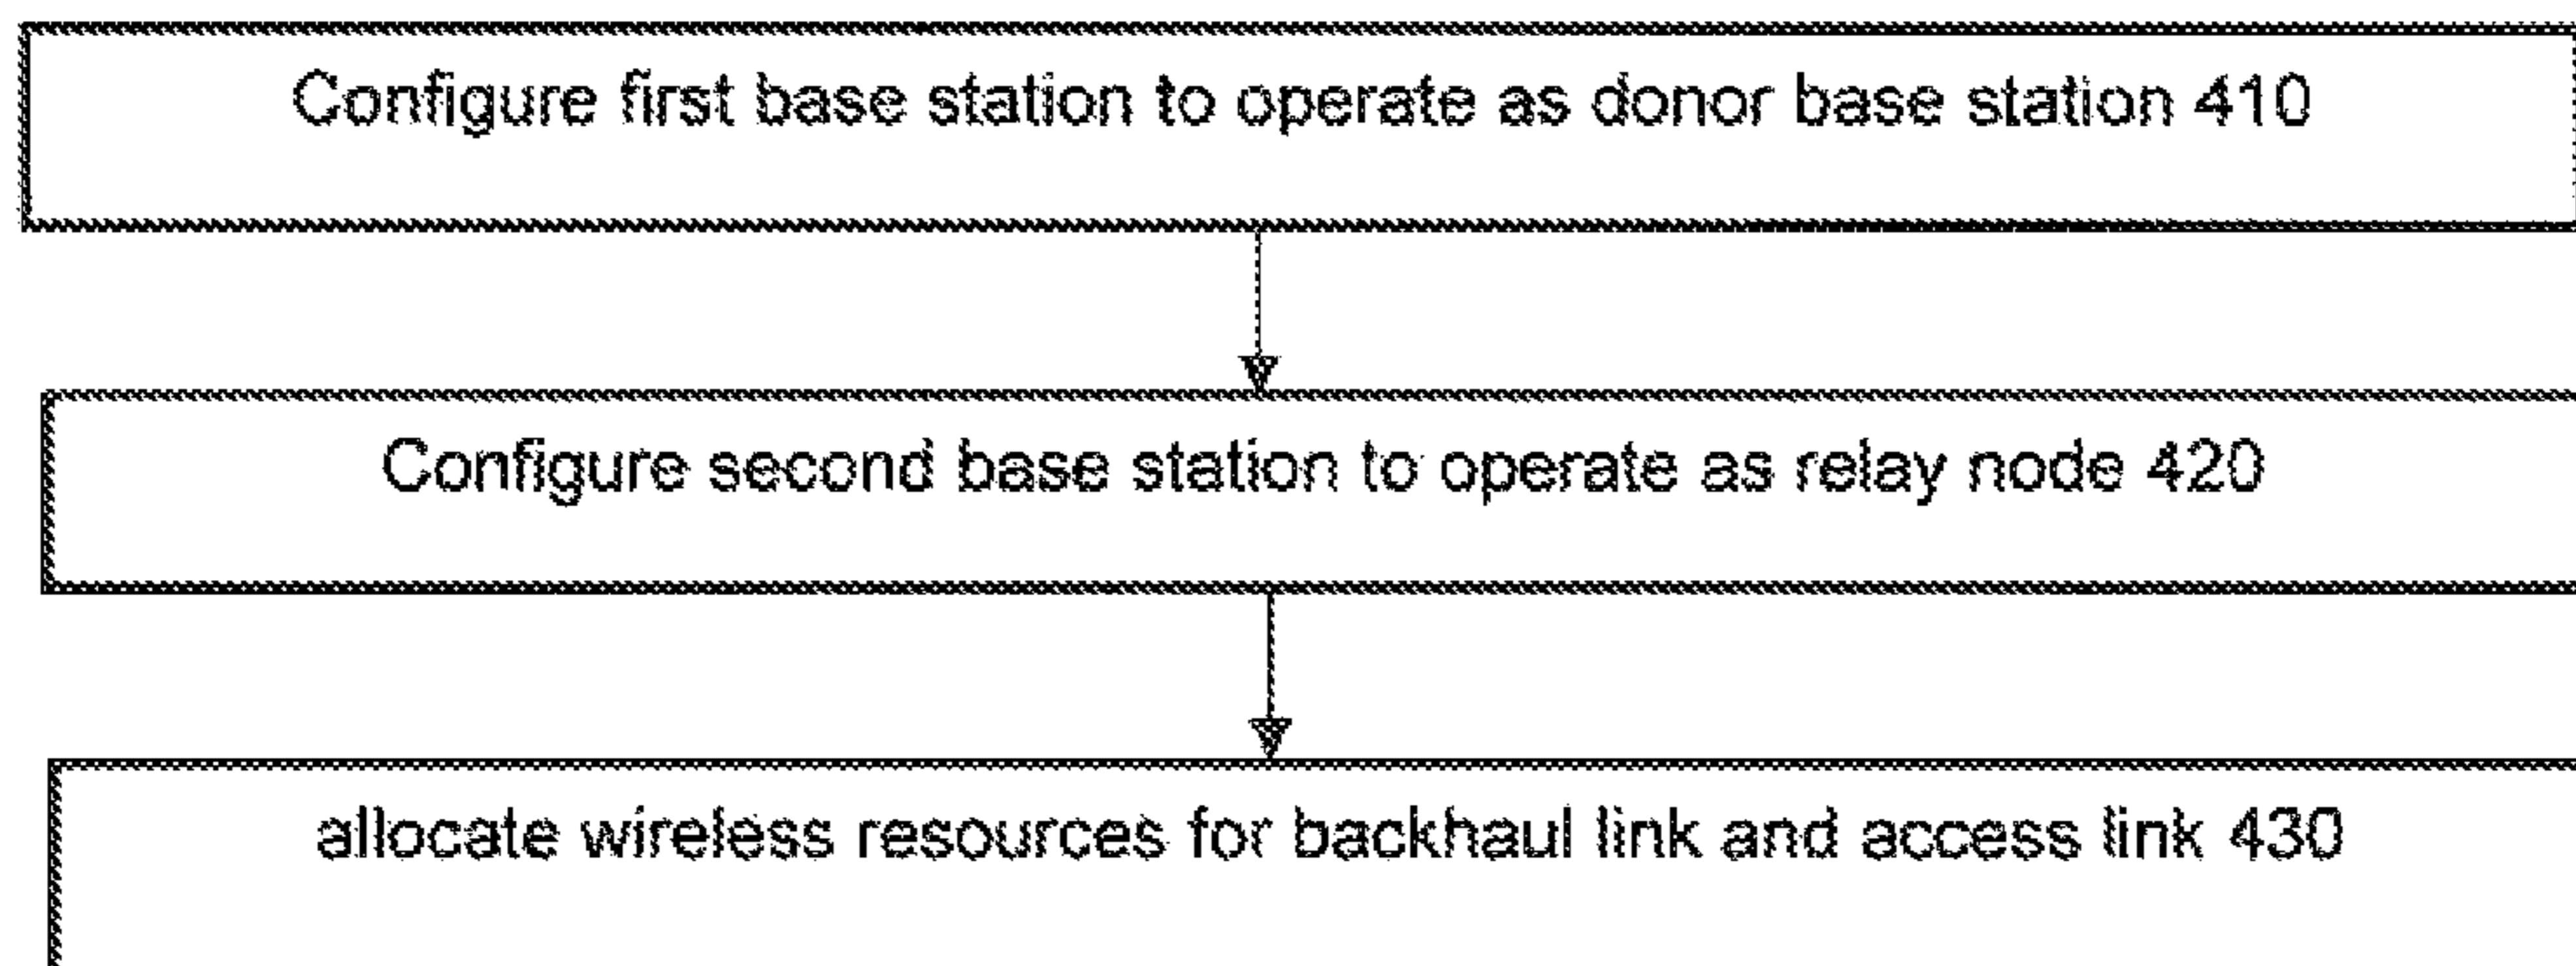 Configure first base station to operate as donor base station 410
Configure second base station to operate as relay node 420
allocate wireless resources for backhaul link and access link 430